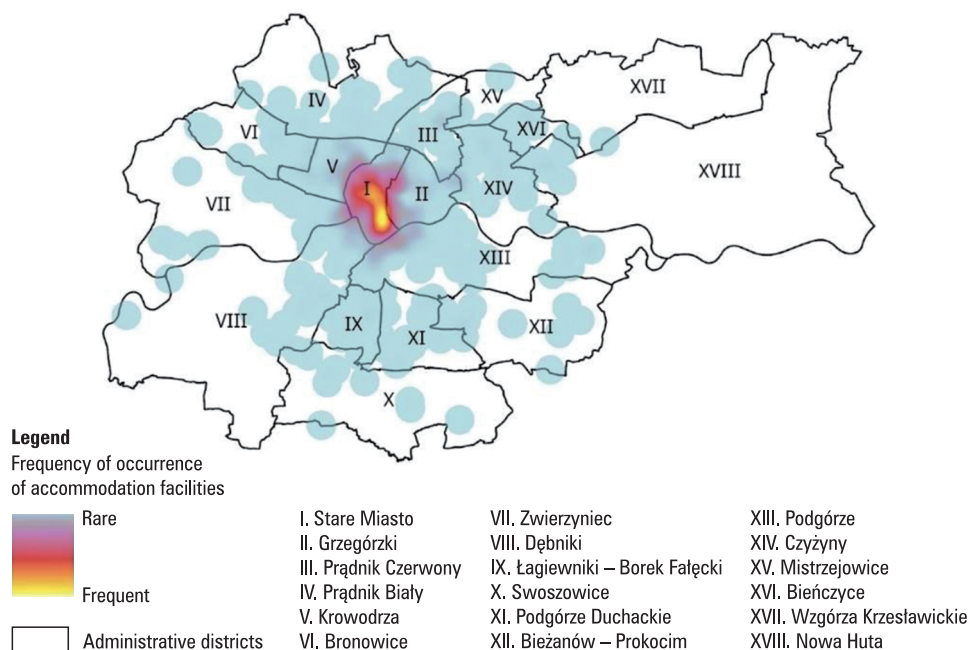 IV
XV
XVII
VI
III
XVI
V
I
II
XIV
XVIII
VII
XIII
VIII
IX
XI
XII
X
Legend
Frequency of occurrence
of accommodation facilities
Rare
Frequent
Administrative districts
I. Stare Miasto
II. Grzegórzki
III. Prądnik Czerwony
IV. Prądnik Biały
V. Krowodrza
VI. Bronowice
VII. Zwierzyniec
VIII. Dębniki
IX. Łagiewniki – Borek Fałęcki
X. Swoszowice
XI. Podgórze Duchackie
XII. Bieżanów – Prokocim
XIII. Podgórze
XIV. Czyżyny
XV. Mistrzejowice
XVI. Bieńczyce
XVII. Wzgórza Krzesławickie
XVIII. Nowa Huta